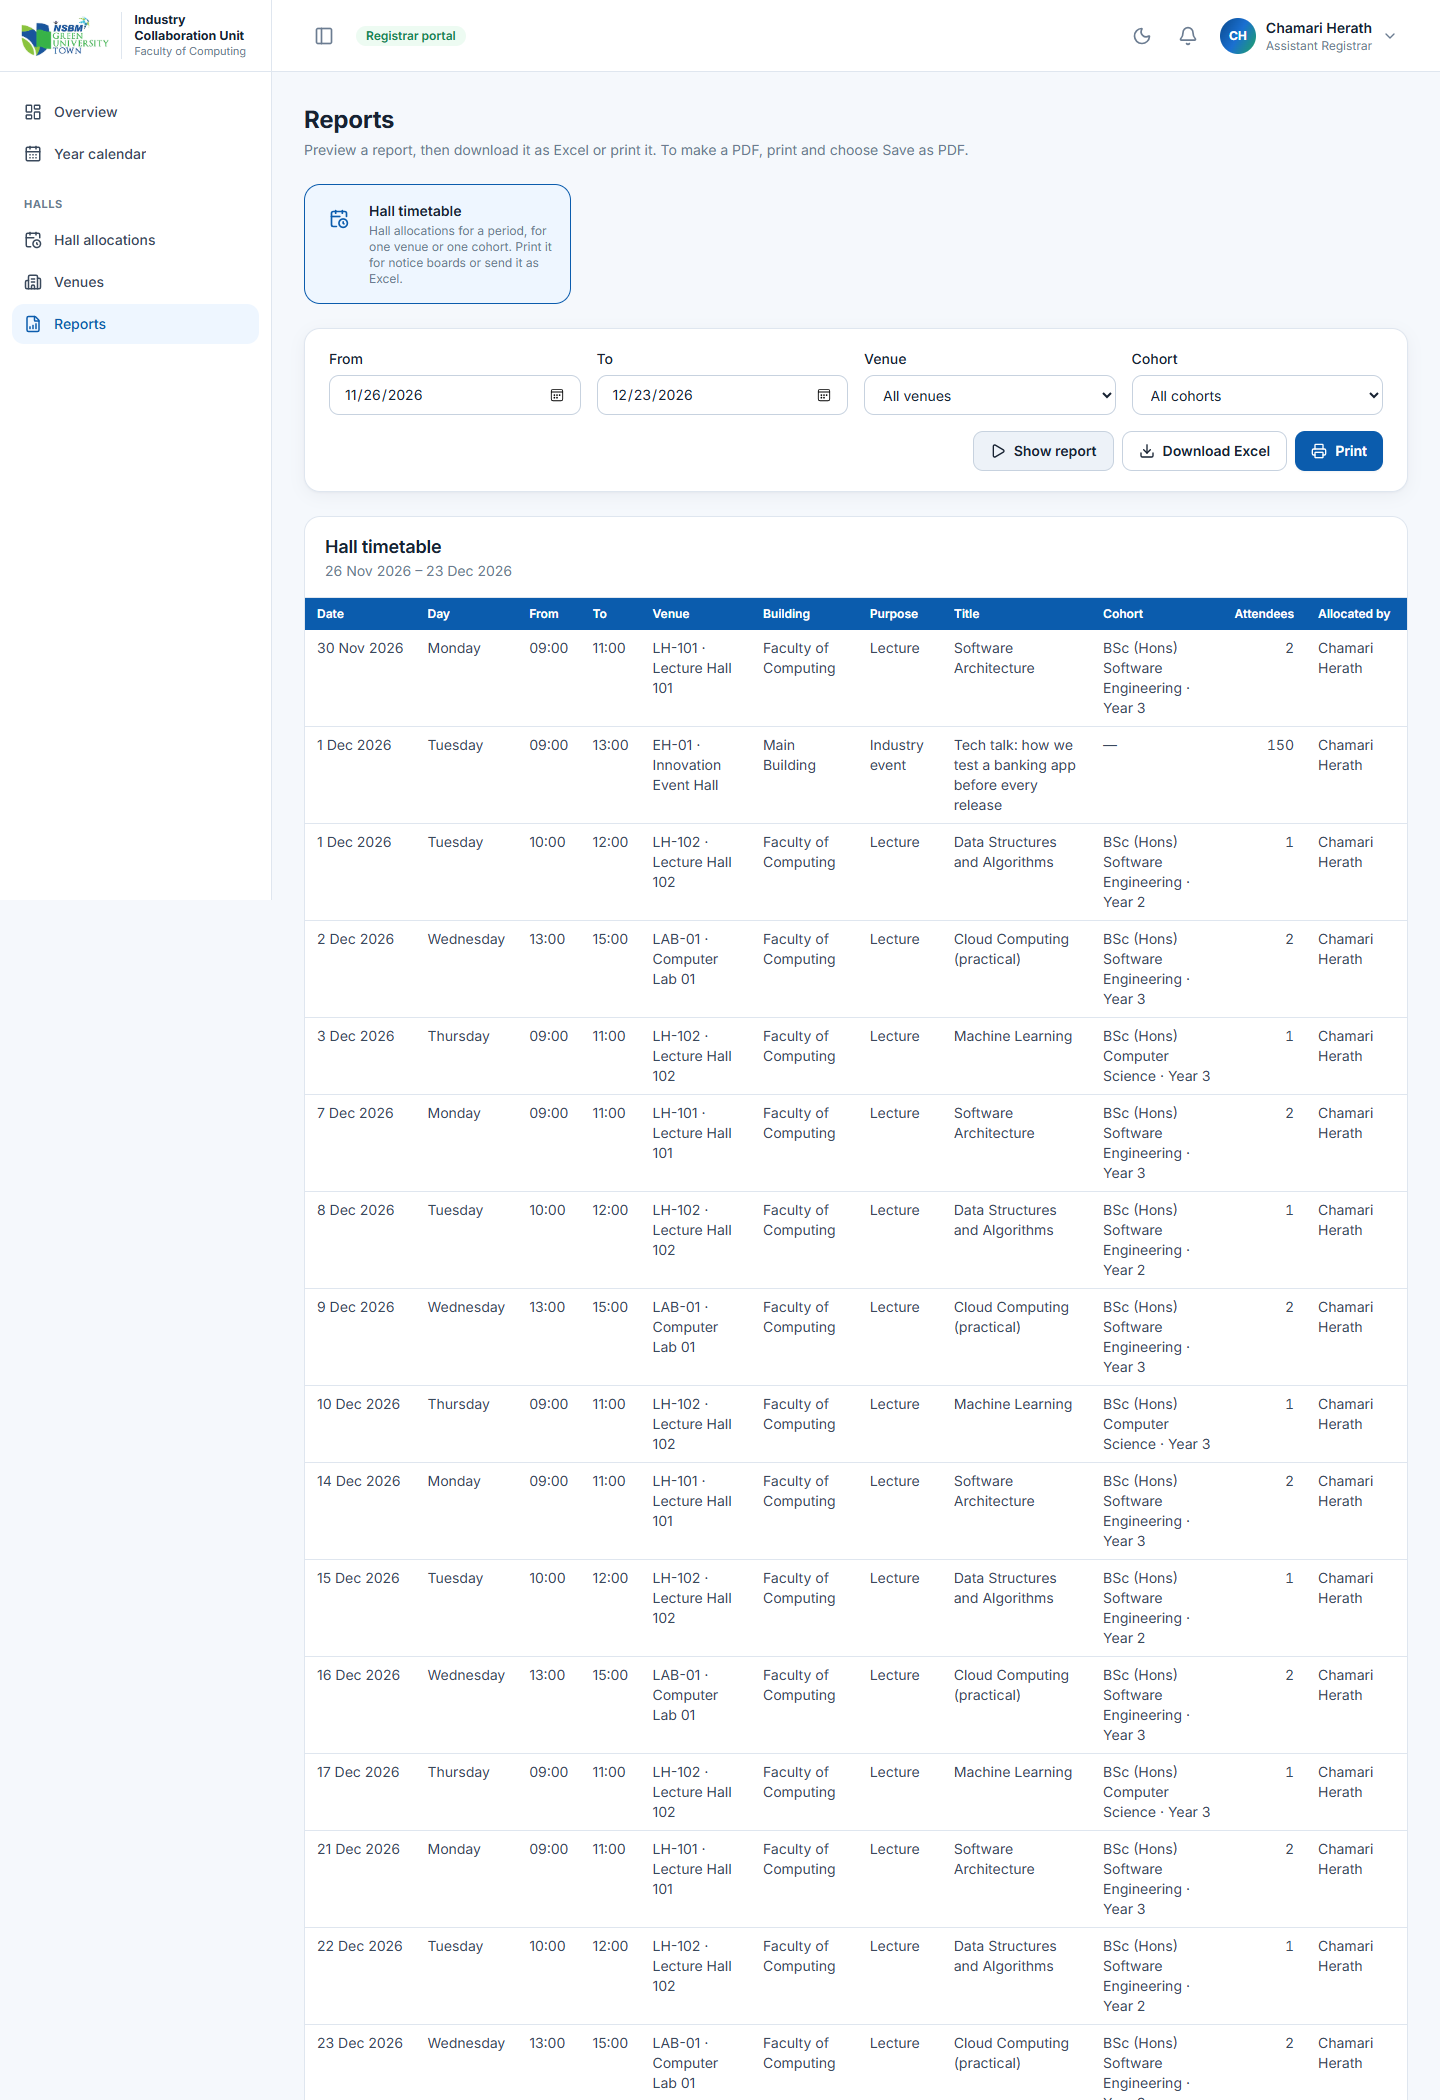 NSBM
GREEN
UNIVERSITY
TOWN
Industry
Collaboration Unit
Faculty of Computing
Registrar portal
CH
Chamari Herath
Assistant Registrar
Overview
Year calendar
HALLS
Hall allocations
Venues
Reports
Reports
Preview a report, then download it as Excel or print it. To make a PDF, print and choose Save as PDF.
Hall timetable
Hall allocations for a period, for
one venue or one cohort. Print it
for notice boards or send it as
Excel.
From To Venue Cohort
11/26/2026 12/23/2026 All venues All cohorts
Show report Download Excel Print
Hall timetable
26 Nov 2026 – 23 Dec 2026
Date Day From To Venue Building Purpose Title Cohort Attendees Allocated by
30 Nov 2026 Monday 09:00 11:00 LH-101 · Faculty of Lecture Software BSc (Hons) 2 Chamari
Lecture Hall Computing Architecture Software Herath
101 Engineering ·
Year 3
1 Dec 2026 Tuesday 09:00 13:00 EH-01 · Main Industry Tech talk: how we — 150 Chamari
Innovation Building event test a banking app Herath
Event Hall before every
release
1 Dec 2026 Tuesday 10:00 12:00 LH-102 · Faculty of Lecture Data Structures BSc (Hons) 1 Chamari
Lecture Hall Computing and Algorithms Software Herath
102 Engineering ·
Year 2
2 Dec 2026 Wednesday 13:00 15:00 LAB-01 · Faculty of Lecture Cloud Computing BSc (Hons) 2 Chamari
Computer Computing (practical) Software Herath
Lab 01 Engineering ·
Year 3
3 Dec 2026 Thursday 09:00 11:00 LH-102 · Faculty of Lecture Machine Learning BSc (Hons) 1 Chamari
Lecture Hall Computing Computer Herath
102 Science · Year 3
7 Dec 2026 Monday 09:00 11:00 LH-101 · Faculty of Lecture Software BSc (Hons) 2 Chamari
Lecture Hall Computing Architecture Software Herath
101 Engineering ·
Year 3
8 Dec 2026 Tuesday 10:00 12:00 LH-102 · Faculty of Lecture Data Structures BSc (Hons) 1 Chamari
Lecture Hall Computing and Algorithms Software Herath
102 Engineering ·
Year 2
9 Dec 2026 Wednesday 13:00 15:00 LAB-01 · Faculty of Lecture Cloud Computing BSc (Hons) 2 Chamari
Computer Computing (practical) Software Herath
Lab 01 Engineering ·
Year 3
10 Dec 2026 Thursday 09:00 11:00 LH-102 · Faculty of Lecture Machine Learning BSc (Hons) 1 Chamari
Lecture Hall Computing Computer Herath
102 Science · Year 3
14 Dec 2026 Monday 09:00 11:00 LH-101 · Faculty of Lecture Software BSc (Hons) 2 Chamari
Lecture Hall Computing Architecture Software Herath
101 Engineering ·
Year 3
15 Dec 2026 Tuesday 10:00 12:00 LH-102 · Faculty of Lecture Data Structures BSc (Hons) 1 Chamari
Lecture Hall Computing and Algorithms Software Herath
102 Engineering ·
Year 2
16 Dec 2026 Wednesday 13:00 15:00 LAB-01 · Faculty of Lecture Cloud Computing BSc (Hons) 2 Chamari
Computer Computing (practical) Software Herath
Lab 01 Engineering ·
Year 3
17 Dec 2026 Thursday 09:00 11:00 LH-102 · Faculty of Lecture Machine Learning BSc (Hons) 1 Chamari
Lecture Hall Computing Computer Herath
102 Science · Year 3
21 Dec 2026 Monday 09:00 11:00 LH-101 · Faculty of Lecture Software BSc (Hons) 2 Chamari
Lecture Hall Computing Architecture Software Herath
101 Engineering ·
Year 3
22 Dec 2026 Tuesday 10:00 12:00 LH-102 · Faculty of Lecture Data Structures BSc (Hons) 1 Chamari
Lecture Hall Computing and Algorithms Software Herath
102 Engineering ·
Year 2
23 Dec 2026 Wednesday 13:00 15:00 LAB-01 · Faculty of Lecture Cloud Computing BSc (Hons) 2 Chamari
Computer Computing (practical) Software Herath
Lab 01 Engineering ·